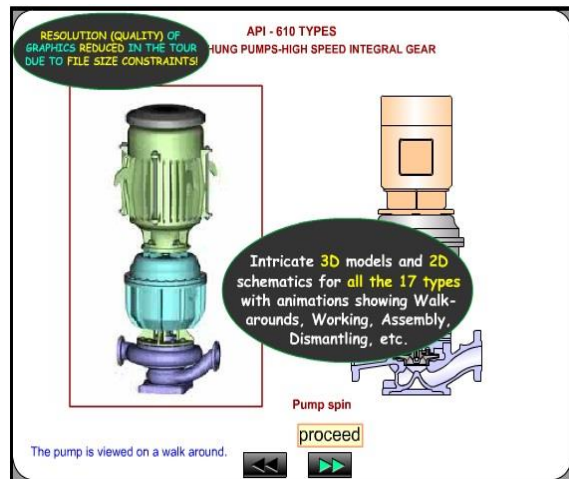 RESOLUTION (QUALITY) OF
GRAPHICS REDUCED IN THE TOUR
DUE TO FILE SIZE CONSTRAINTS!
API - 610 TYPES
HUNG PUMPS-HIGH SPEED INTEGRAL GEAR
Intricate 3D models and 2D
schematics for all the 17 types
with animations showing Walk-
arounds, Working, Assembly,
Dismantling, etc.
Pump spin
proceed
The pump is viewed on a walk around.